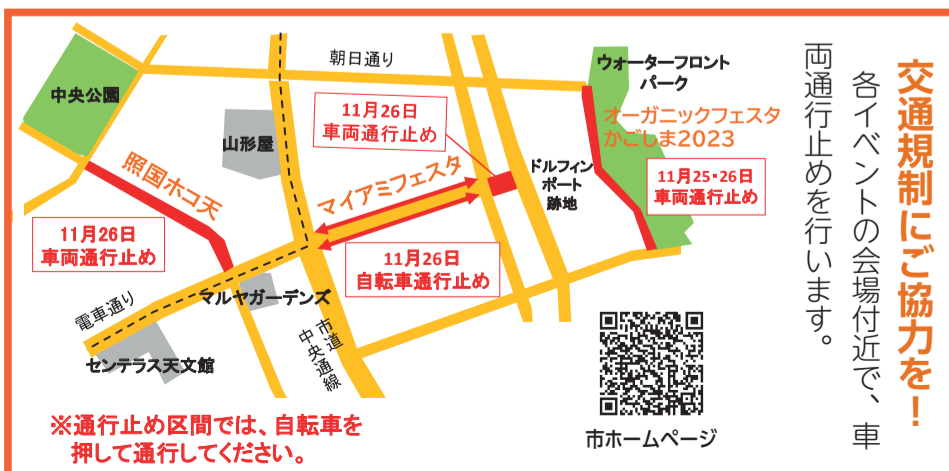 交通規制にご協力を！
各イベントの会場付近で、車
両通行止めを行います。
朝日通り
ウォーターフロント
パーク
中央公園
11月26日
車両通行止め
オーガニックフェスタ
かごしま2023
山形屋
照国ホコ天
マイアミフェスタ
ドルフィン
ポート
跡地
11月25・26日
車両通行止め
11月26日
車両通行止め
11月26日
自転車通行止め
マルヤガーデンズ
電車通り
市道
中央通線
センテラス天文館
※通行止め区間では、自転車を
押して通行してください。
市ホームページ